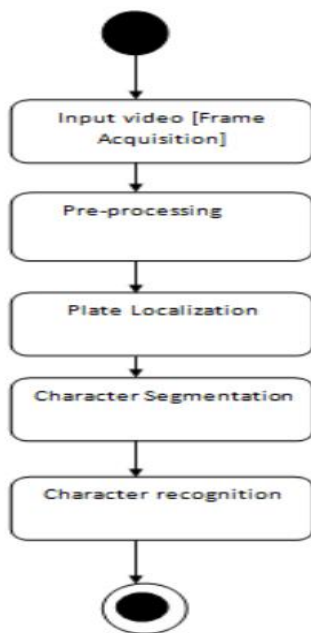 Input video [Frame
Acquisition]
Pre-processing
Plate Localization
Character Segmentation
Character recognition